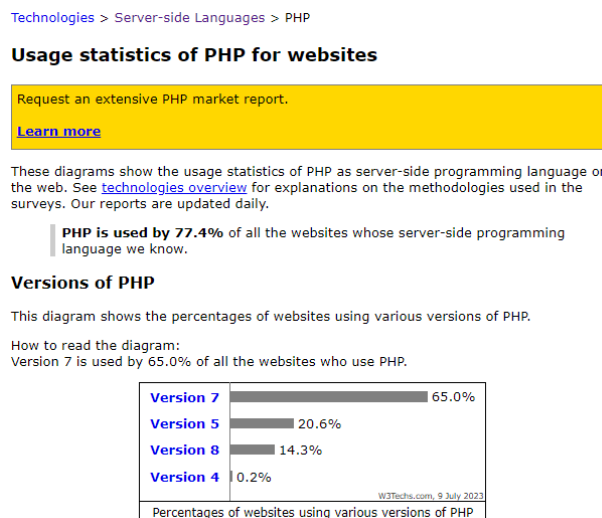 Technologies > Server-side Languages > PHP
Usage statistics of PHP for websites
Request an extensive PHP market report.
Learn more
These diagrams show the usage statistics of PHP as server-side programming language on
the web. See technologies overview for explanations on the methodologies used in the
surveys. Our reports are updated daily.
PHP is used by 77.4% of all the websites whose server-side programming
language we know.
Versions of PHP
This diagram shows the percentages of websites using various versions of PHP.
How to read the diagram:
Version 7 is used by 65.0% of all the websites who use PHP.
Version 7 65.0%
Version 5 20.6%
Version 8 14.3%
Version 4 0.2%
W3Techs.com, 9 July 2023
Percentages of websites using various versions of PHP